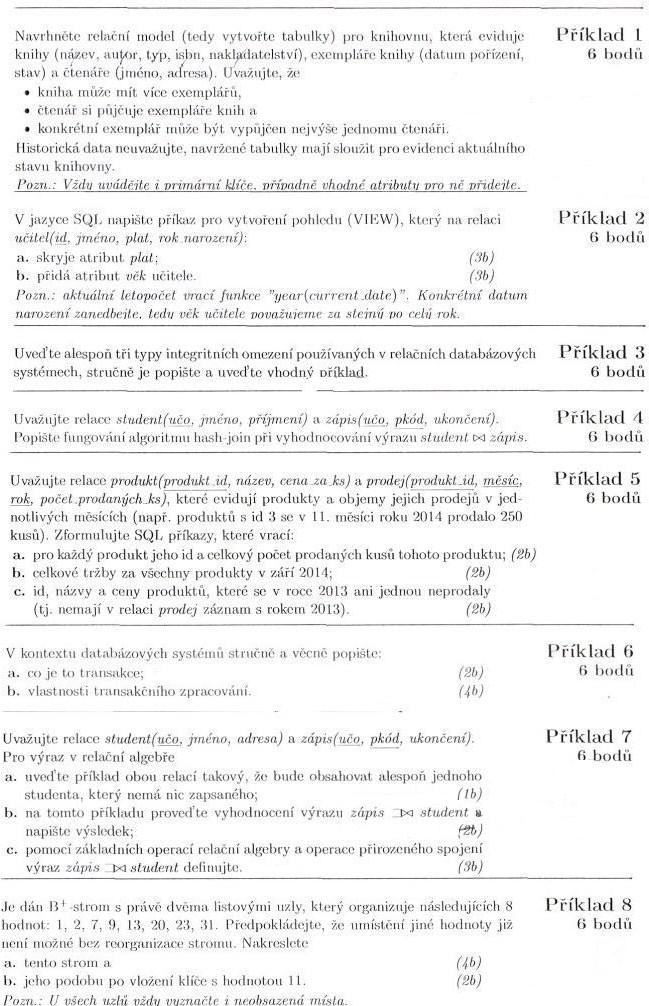 Navrhněte relační model (tedy vytvořte tabulky) pro knihovnu, která eviduje
Příklad 1
knihy (název, autor, typ, isbn, nakladatelství), exempláře knihy (datum pořízení,
6 bodů
stav) a čtenáře (jméno, adresa). Uvažujte, že
• kniha může mít více exemplářů,
• čtenář si půjčuje exempláře knih a
• konkrétní exemplář může být vypůjčen nejvýše jednomu čtenáři.
Historická data neuvažujte, navržené tabulky mají sloužit pro evidenci aktuálního
stavu knihovny.
Pozn.: Vždy uvádějte i primární klíče, případně vhodné atributy pro ně přidejte.
V jazyce SQL napište příkaz pro vytvoření pohledu (VIEW), který na relaci
Příklad 2
učitel(id, jméno, plat, rok_narození):
6 bodů
a. skryje atribut plat; (3b)
b. přidá atribut věk učitele. (3b)
Pozn.: aktuální letopočet vrací funkce "year(current_date)". Konkrétní datum
narození zanedbejte, tedy věk učitele považujeme za stejný po celý rok.
Uveďte alespoň tři typy integritních omezení používaných v relačních databázových
Příklad 3
systémech, stručně je popište a uveďte vhodný příklad.
6 bodů
Uvažujte relace student(učo, jméno, příjmení) a zápis(učo, pkód, ukončení).
Příklad 4
Popište fungování algoritmu hash-join při vyhodnocování výrazu student ⋈ zápis.
6 bodů
Uvažujte relace produkt(produkt_id, název, cena_za_ks) a prodej(produkt_id, měsíc,
Příklad 5
rok, počet_prodaných_ks), které evidují produkty a objemy jejich prodejů v jed-
6 bodů
notlivých měsících (např. produktů s id 3 se v 11. měsíci roku 2014 prodalo 250
kusů). Zformulujte SQL příkazy, které vrací:
a. pro každý produkt jeho id a celkový počet prodaných kusů tohoto produktu; (2b)
b. celkové tržby za všechny produkty v září 2014; (2b)
c. id, názvy a ceny produktů, které se v roce 2013 ani jednou neprodaly
(tj. nemají v relaci prodej záznam s rokem 2013). (2b)
V kontextu databázových systémů stručně a věcně popište:
Příklad 6
a. co je to transakce; (2b)
6 bodů
b. vlastnosti transakčního zpracování. (4b)
Uvažujte relace student(učo, jméno, adresa) a zápis(učo, pkód, ukončení).
Příklad 7
Pro výraz v relační algebře
6 bodů
a. uveďte příklad obou relací takový, že bude obsahovat alespoň jednoho
studenta, který nemá nic zapsaného; (1b)
b. na tomto příkladu proveďte vyhodnocení výrazu zápis ⟕ student a
napište výsledek; (2b)
c. pomocí základních operací relační algebry a operace přirozeného spojení
výraz zápis ⟕ student definujte. (3b)
Je dán B+-strom s právě dvěma listovými uzly, který organizuje následujících 8
Příklad 8
hodnot: 1, 2, 7, 9, 13, 20, 23, 31. Předpokládejte, že umístění jiné hodnoty již
6 bodů
není možné bez reorganizace stromu. Nakreslete
a. tento strom a (4b)
b. jeho podobu po vložení klíče s hodnotou 11. (2b)
Pozn.: U všech uzlů vždy vyznačte i neobsazená místa.